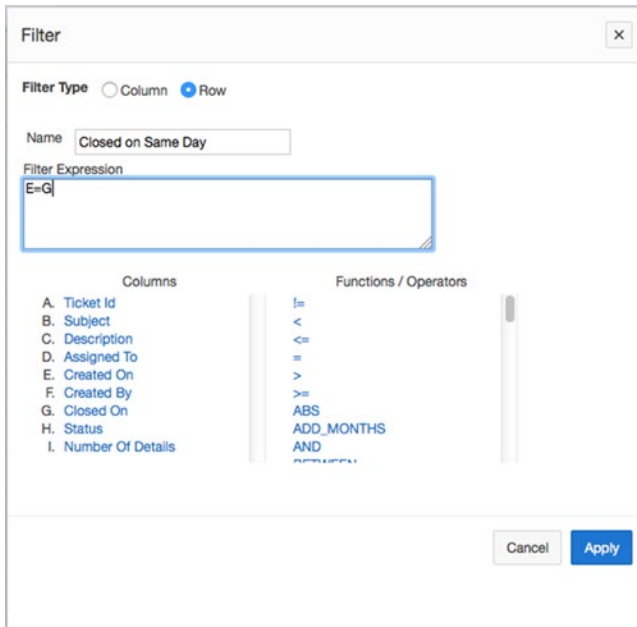 Filter
Filter Type Column Row
Name Closed on Same Day
Filter Expression
E=G
Columns
A. Ticket Id
B. Subject
C. Description
D. Assigned To
E. Created On
F. Created By
G. Closed On
H. Status
I. Number Of Details
Functions / Operators
!=
<
<=
=
>
>=
ABS
ADD_MONTHS
AND
BETWEEN
Cancel Apply